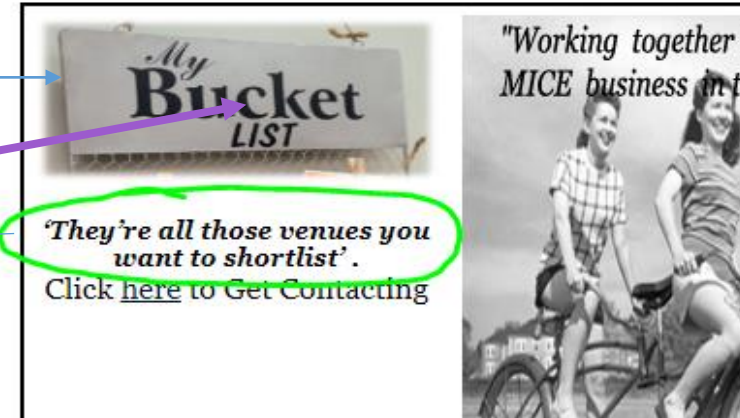 My
Bucket
LIST
'They're all those venues you
want to shortlist' .
Click here to Get Contacting
"Working together
MICE business in t